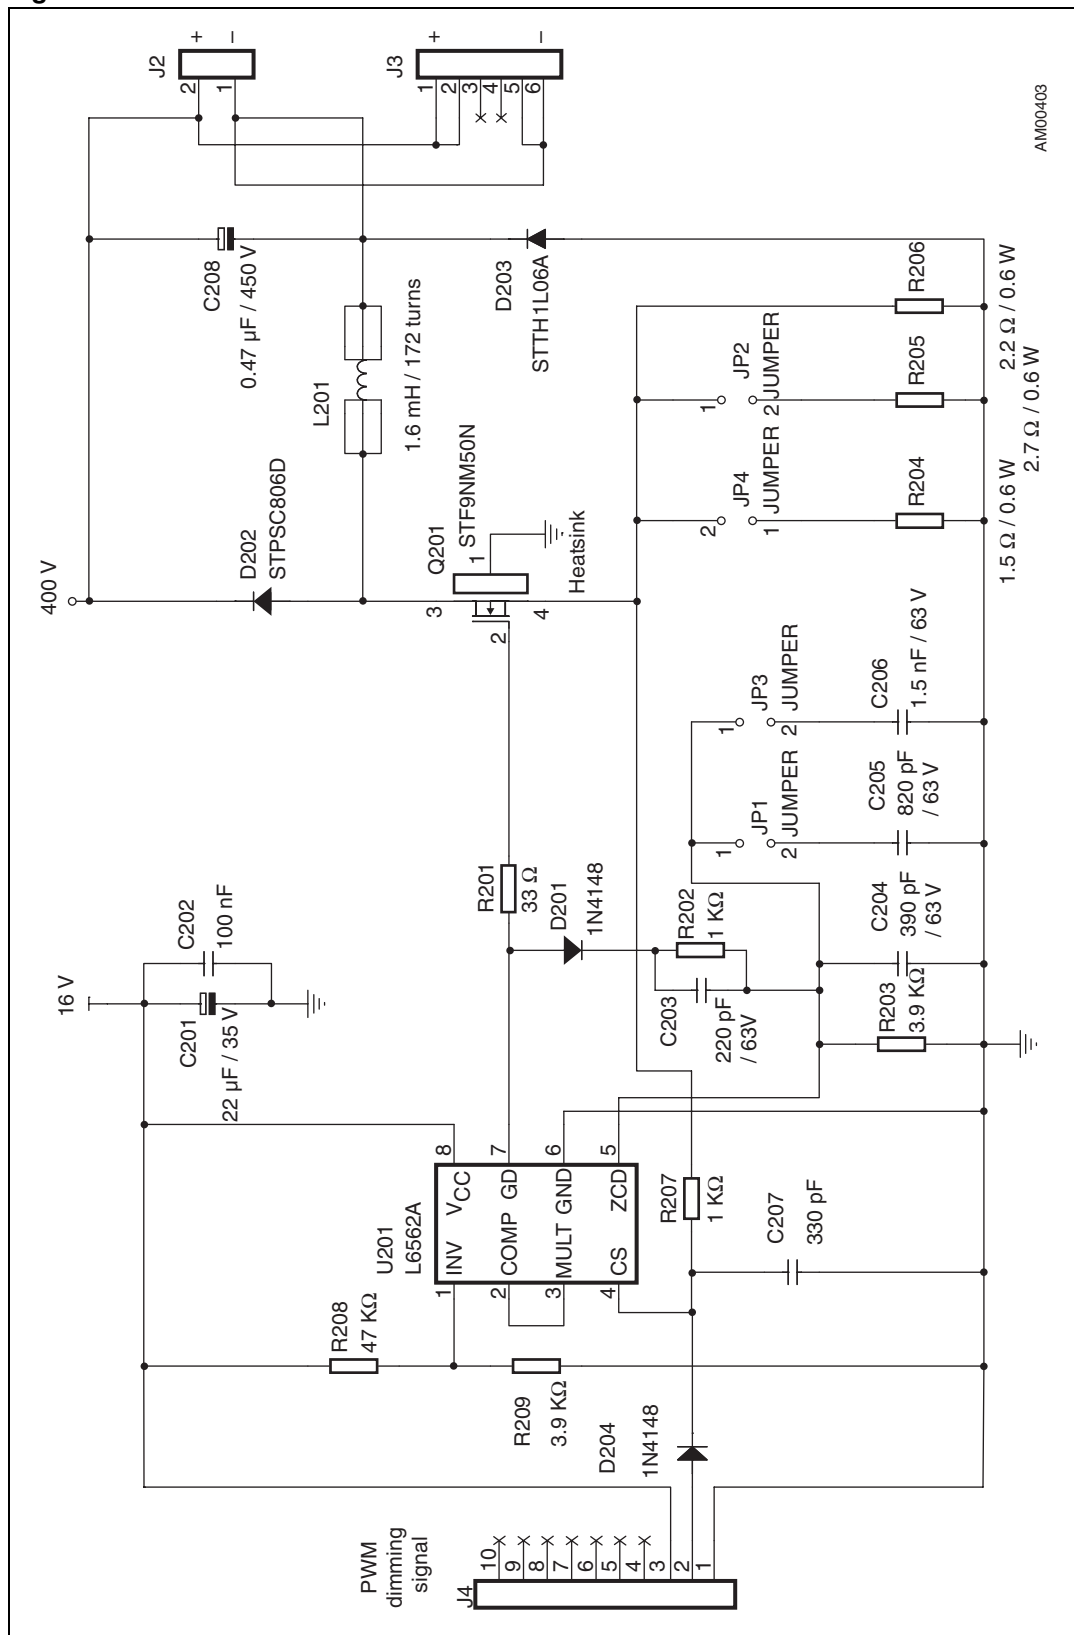 J2
+
−
2
1
J3
+
−
1
2
3
4
5
6
AM00403
400 V
D202
STPSC806D
C208
0.47 µF / 450 V
L201
1.6 mH / 172 turns
D203
STTH1L06A
Q201
STF9NM50N
1
2
3
4
Heatsink
16 V
C201
22 µF / 35 V
C202
100 nF
R201
33 Ω
D201
1N4148
C203
220 pF
/ 63V
R202
1 KΩ
JP1
JUMPER
1
2
JP3
JUMPER
1
2
JP4
JUMPER
2
1
JP2
JUMPER
1
2
R203
3.9 KΩ
C204
390 pF
/ 63 V
C205
820 pF
/ 63 V
C206
1.5 nF / 63 V
R204
1.5 Ω / 0.6 W
R205
2.7 Ω / 0.6 W
R206
2.2 Ω / 0.6 W
U201
L6562A
INV
VCC
COMP
GD
MULT
GND
CS
ZCD
1
2
3
4
8
7
6
5
R208
47 KΩ
R209
3.9 KΩ
R207
1 KΩ
C207
330 pF
D204
1N4148
PWM
dimming
signal
J4
10
9
8
7
6
5
4
3
2
1